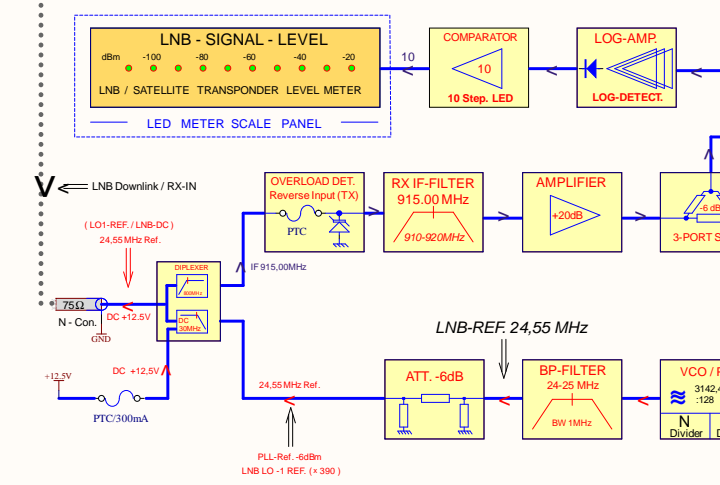 LNB - SIGNAL - LEVEL
dBm -100 -80 -60 -40 -20
LNB / SATELLITE TRANSPONDER LEVEL METER
LED METER SCALE PANEL
10
COMPARATOR
10
10 Step. LED
LOG-AMP.
LOG-DETECT.
LNB Downlink / RX-IN
OVERLOAD DET.
Reverse Input (TX)
PTC
RX IF-FILTER
915.00 MHz
910-920MHz
AMPLIFIER
+20dB
-6 dB
3-PORT S
( LO1-REF. / LNB-DC )
24,55 MHz Ref.
DIPLEXER
800MHz
DC
30MHz
IF 915,00MHz
75Ω
N - Con.
DC +12.5V
GND
+12.5V
DC +12,5V
PTC/300mA
24,55 MHz Ref.
PLL-Ref. -6dBm
LNB LO -1 REF. ( x 390 )
LNB-REF. 24,55 MHz
ATT. -6dB
BP-FILTER
24-25 MHz
BW 1MHz
VCO /
3142,4
:128
N
Divider